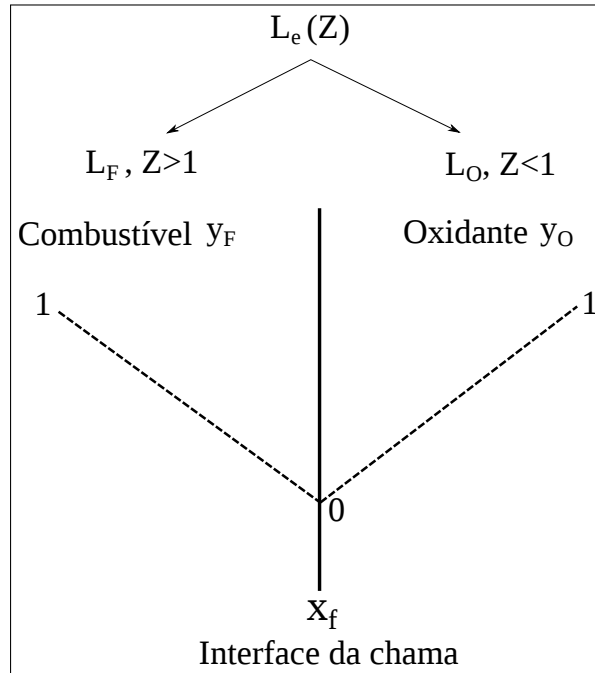 L_e(Z)
L_F, Z>1
L_O, Z<1
Combustível y_F
Oxidante y_O
1
1
0
x_f
Interface da chama